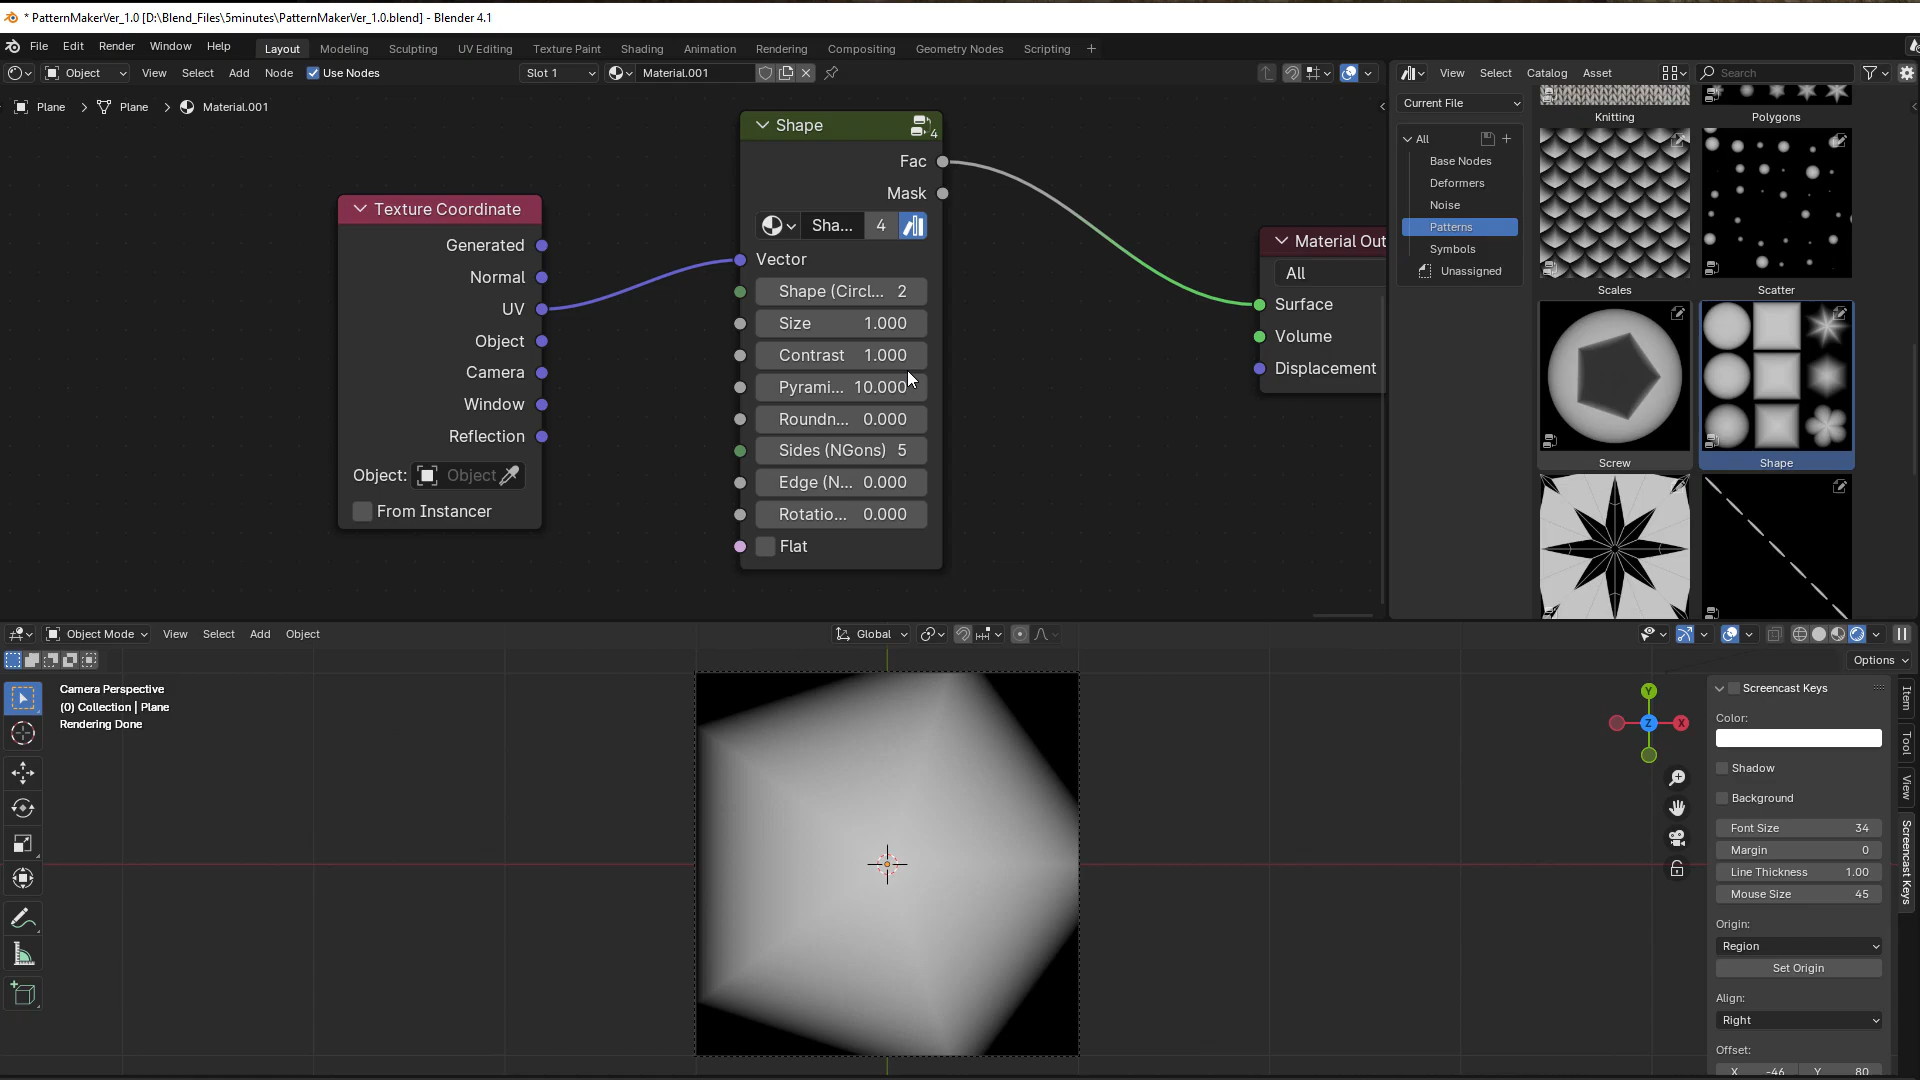 * PatternMakerVer_1.0 [D:\Blend_Files\5minutes\PatternMakerVer_1.0.blend] - Blender 4.1
File Edit Render Window Help
Layout Modeling Sculpting UV Editing Texture Paint Shading Animation Rendering Compositing Geometry Nodes Scripting +
Object View Select Add Node Use Nodes Slot 1 Material.001
View Select Catalog Asset Search
Plane > Plane > Material.001
Current File
All
Base Nodes
Deformers
Noise
Patterns
Symbols
Unassigned
Knitting
Polygons
Scales
Scatter
Screw
Shape
Texture Coordinate
Generated
Normal
UV
Object
Camera
Window
Reflection
Object: Object
From Instancer
Shape
4
Fac
Mask
Sha... 4
Vector
Shape (Circl... 2
Size 1.000
Contrast 1.000
Pyrami... 10.000
Roundn... 0.000
Sides (NGons) 5
Edge (N... 0.000
Rotatio... 0.000
Flat
Material Out
All
Surface
Volume
Displacement
Object Mode View Select Add Object Global
Options
Camera Perspective
(0) Collection | Plane
Rendering Done
Y
X
Z
Screencast Keys
Color:
Shadow
Background
Font Size 34
Margin 0
Line Thickness 1.00
Mouse Size 45
Origin:
Region
Set Origin
Align:
Right
Offset:
X -46 Y 80
Item
Tool
View
Screencast Keys